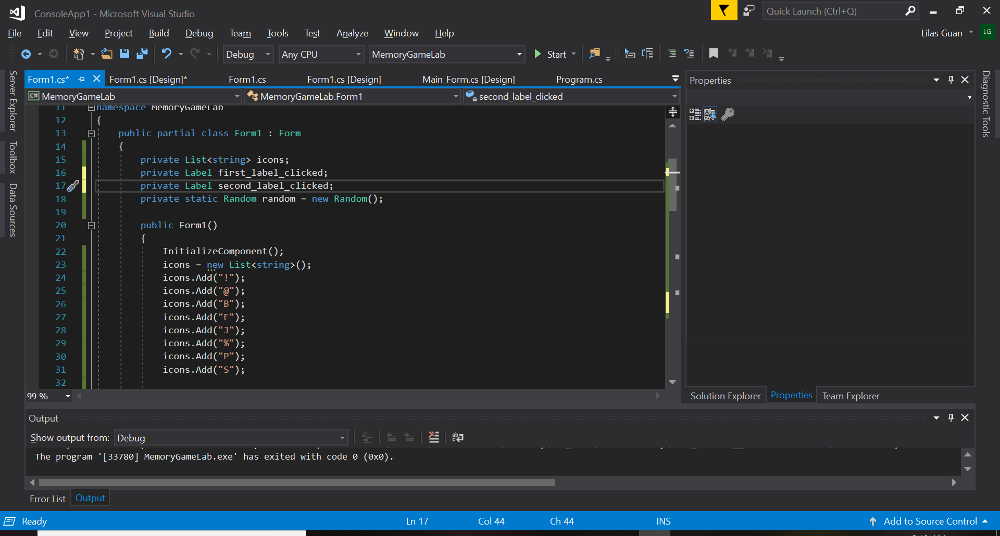 ConsoleApp1 - Microsoft Visual Studio
Quick Launch (Ctrl+Q)
File Edit View Project Build Debug Team Tools Test Analyze Window Help
Lilas Guan LG
Debug Any CPU MemoryGameLab Start
Server Explorer
Toolbox
Data Sources
Form1.cs* Form1.cs [Design]* Form1.cs Form1.cs [Design] Main_Form.cs [Design] Program.cs
C# MemoryGameLab MemoryGameLab.Form1 second_label_clicked
11 namespace MemoryGameLab
12 {
13 public partial class Form1 : Form
14 {
15 private List<string> icons;
16 private Label first_label_clicked;
17 private Label second_label_clicked;
18 private static Random random = new Random();
19
20 public Form1()
21 {
22 InitializeComponent();
23 icons = new List<string>();
24 icons.Add("!");
25 icons.Add("@");
26 icons.Add("B");
27 icons.Add("E");
28 icons.Add("J");
29 icons.Add("%");
30 icons.Add("P");
31 icons.Add("S");
32
99 %
Properties
Solution Explorer Properties Team Explorer
Diagnostic Tools
Output
Show output from: Debug
The program '[33780] MemoryGameLab.exe' has exited with code 0 (0x0).
Error List Output
Ready Ln 17 Col 44 Ch 44 INS Add to Source Control